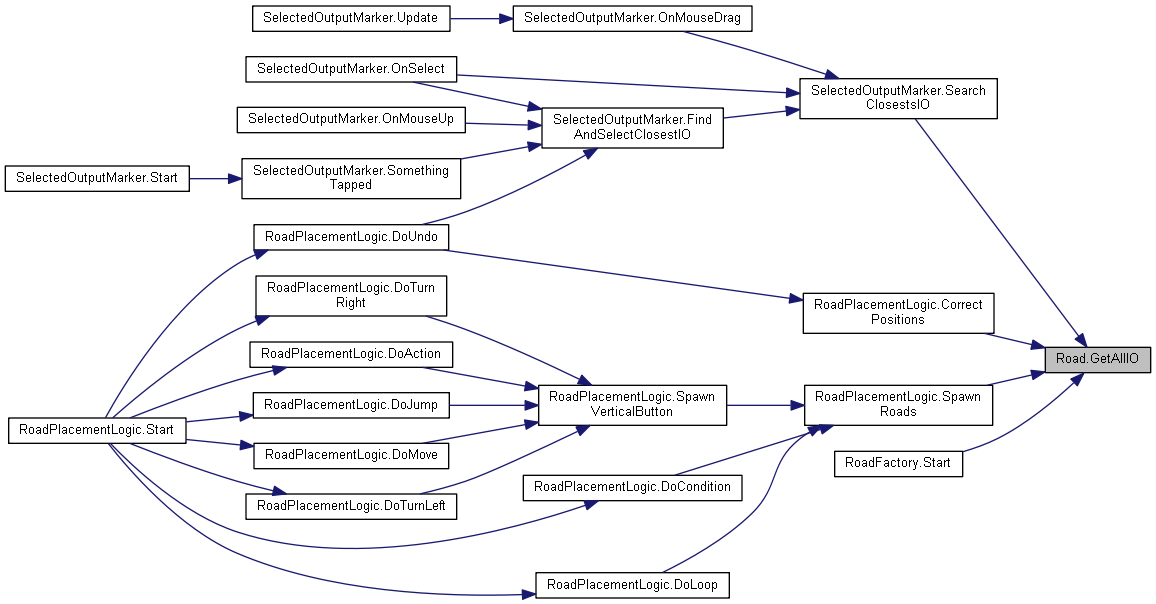 SelectedOutputMarker.Update
SelectedOutputMarker.OnMouseDrag
SelectedOutputMarker.OnSelect
SelectedOutputMarker.Search
ClosestsIO
SelectedOutputMarker.OnMouseUp
SelectedOutputMarker.Find
AndSelectClosestIO
SelectedOutputMarker.Start
SelectedOutputMarker.Something
Tapped
RoadPlacementLogic.DoUndo
RoadPlacementLogic.DoTurn
Right
RoadPlacementLogic.Correct
Positions
RoadPlacementLogic.DoAction
Road.GetAllIO
RoadPlacementLogic.DoJump
RoadPlacementLogic.Spawn
VerticalButton
RoadPlacementLogic.Spawn
Roads
RoadPlacementLogic.Start
RoadPlacementLogic.DoMove
RoadFactory.Start
RoadPlacementLogic.DoCondition
RoadPlacementLogic.DoTurnLeft
RoadPlacementLogic.DoLoop